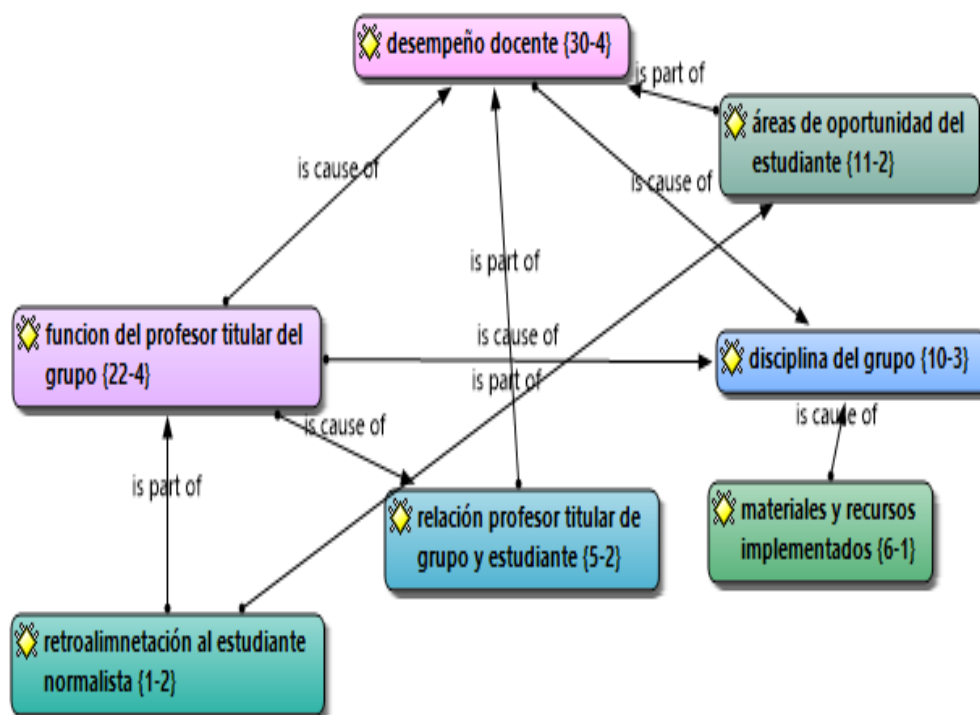 desempeño docente {30-4}
is part of
áreas de oportunidad del
estudiante {11-2}
is cause of
is cause of
is part of
funcion del profesor titular del
grupo {22-4}
is cause of
is part of
disciplina del grupo {10-3}
is cause of
is cause of
is part of
relación profesor titular de
grupo y estudiante {5-2}
materiales y recursos
implementados {6-1}
retroalimnetación al estudiante
normalista {1-2}